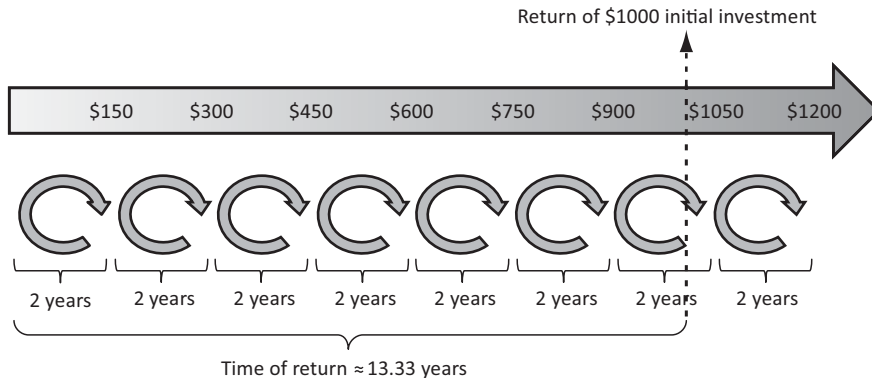 Return of $1000 initial investment
$150 $300 $450 $600 $750 $900 $1050 $1200
2 years 2 years 2 years 2 years 2 years 2 years 2 years 2 years
Time of return ≈ 13.33 years